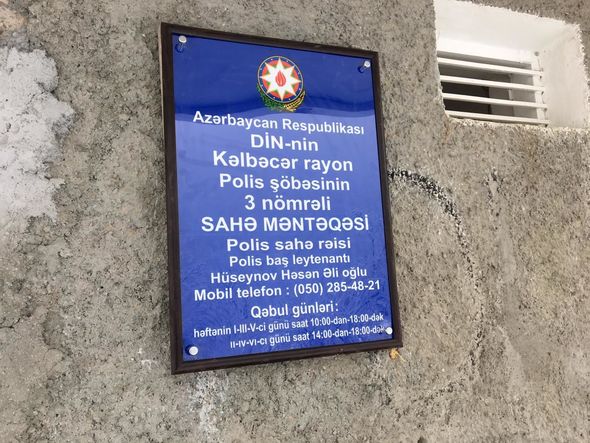 Azərbaycan Respublikası
DİN-nin
Kəlbəcər rayon
Polis şöbəsinin
3 nömrəli
SAHƏ MƏNTƏQƏSİ
Polis sahə rəisi
Polis baş leytenantı
Hüseynov Həsən Əli oğlu
Mobil telefon : (050) 285-48-21
Qəbul günləri:
həftənin I-III-V-ci günü saat 10:00-dan-18:00-dək
II-IV-VI-cı günü saat 14:00-dan-18:00-dək